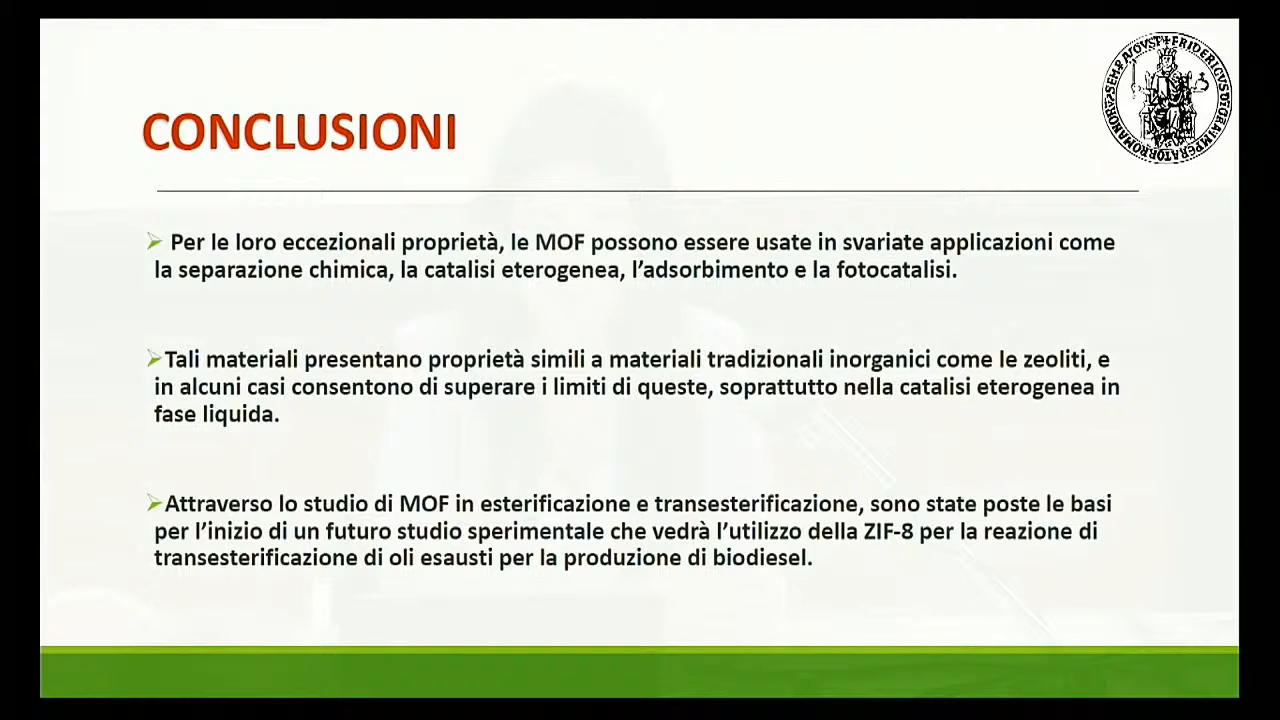 CONCLUSIONI
Per le loro eccezionali proprietà, le MOF possono essere usate in svariate applicazioni come
la separazione chimica, la catalisi eterogenea, l’adsorbimento e la fotocatalisi.
Tali materiali presentano proprietà simili a materiali tradizionali inorganici come le zeoliti, e
in alcuni casi consentono di superare i limiti di queste, soprattutto nella catalisi eterogenea in
fase liquida.
Attraverso lo studio di MOF in esterificazione e transesterificazione, sono state poste le basi
per l’inizio di un futuro studio sperimentale che vedrà l’utilizzo della ZIF-8 per la reazione di
transesterificazione di oli esausti per la produzione di biodiesel.